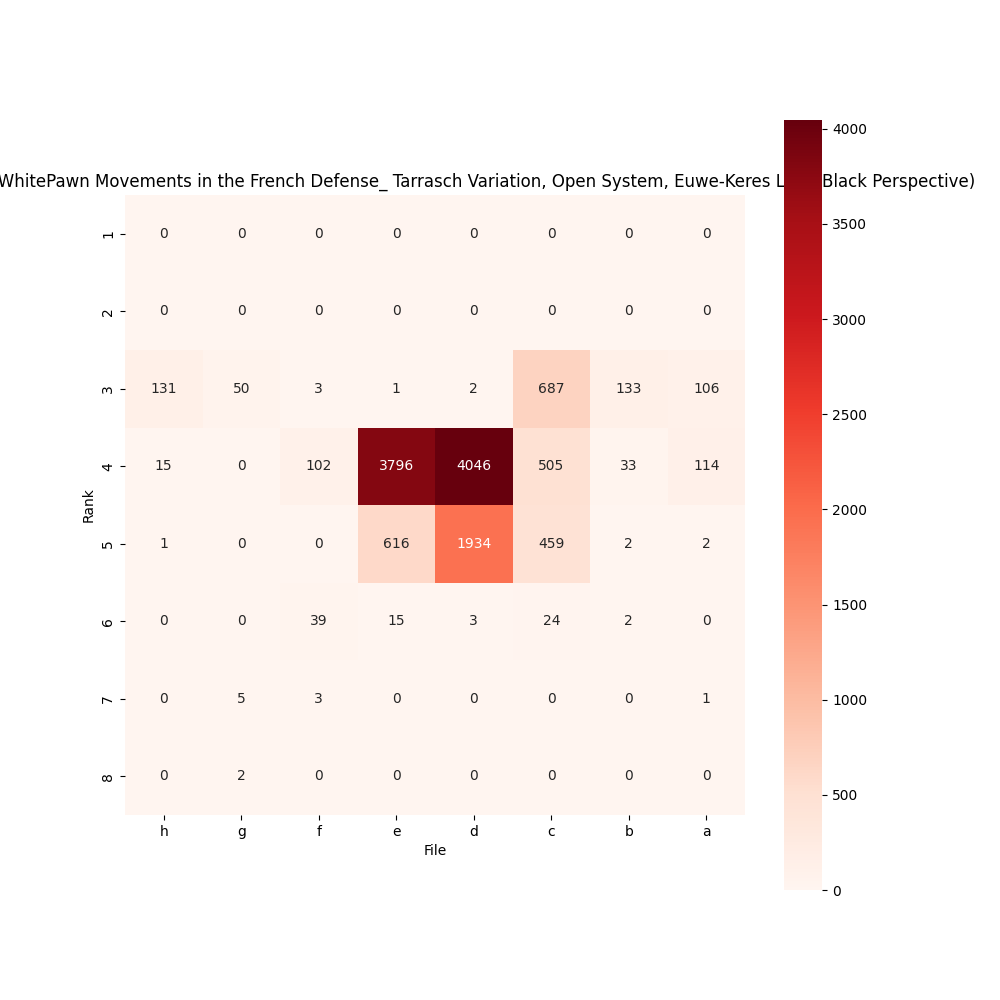 WhitePawn Movements in the French Defense_ Tarrasch Variation, Open System, Euwe-Keres L Black Perspective)
4000
3500
3000
2500
2000
1500
1000
500
0
Rank
1 0 0 0 0 0 0 0 0
2 0 0 0 0 0 0 0 0
3 131 50 3 1 2 687 133 106
4 15 0 102 3796 4046 505 33 114
5 1 0 0 616 1934 459 2 2
6 0 0 39 15 3 24 2 0
7 0 5 3 0 0 0 0 1
8 0 2 0 0 0 0 0 0
h g f e d c b a
File